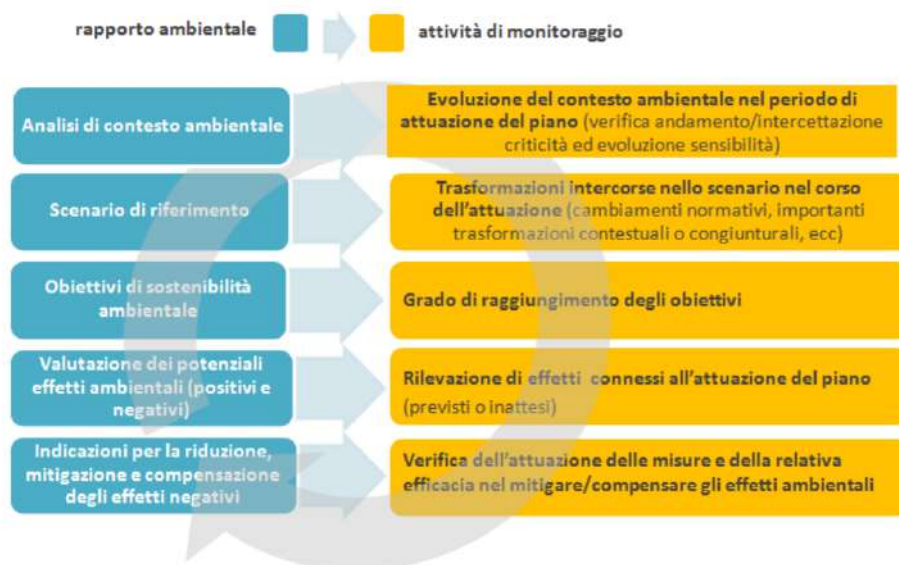 rapporto ambientale
attività di monitoraggio
Analisi di contesto ambientale
Evoluzione del contesto ambientale nel periodo di
attuazione del piano (verifica andamento/intercettazione
criticità ed evoluzione sensibilità)
Scenario di riferimento
Trasformazioni intercorse nello scenario nel corso
dell'attuazione (cambiamenti normativi, importanti
trasformazioni contestuali o congiunturali, ecc)
Obiettivi di sostenibilità
ambientale
Grado di raggiungimento degli obiettivi
Valutazione dei potenziali
effetti ambientali (positivi e
negativi)
Rilevazione di effetti connessi all'attuazione del piano
(previsti o inattesi)
Indicazioni per la riduzione,
mitigazione e compensazione
degli effetti negativi
Verifica dell'attuazione delle misure e della relativa
efficacia nel mitigare/compensare gli effetti ambientali